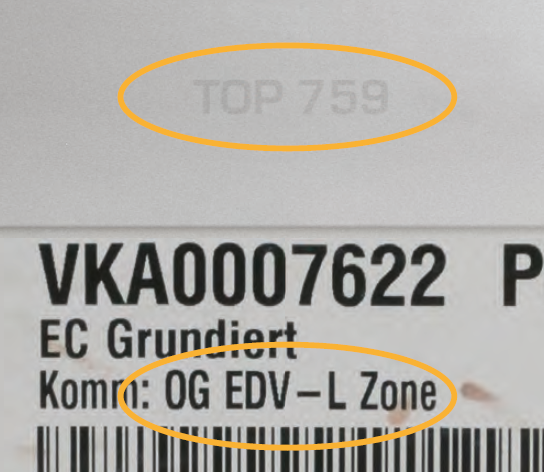 TOP 759
VKA0007622 P
EC Grundiert
Komm: OG EDV–L Zone